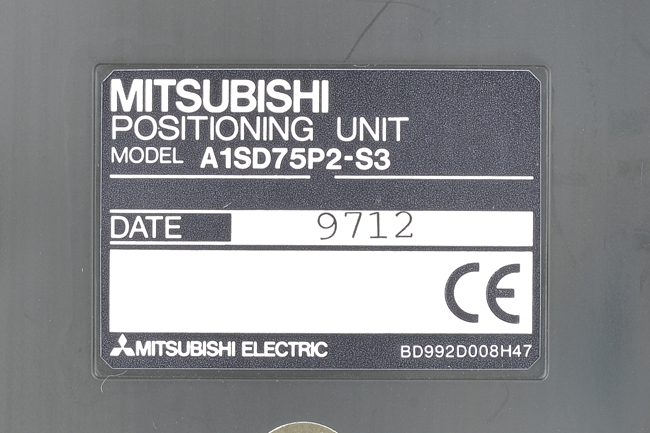 MITSUBISHI
POSITIONING UNIT
MODEL A1SD75P2-S3
DATE 9712
CE
MITSUBISHI ELECTRIC BD992D008H47